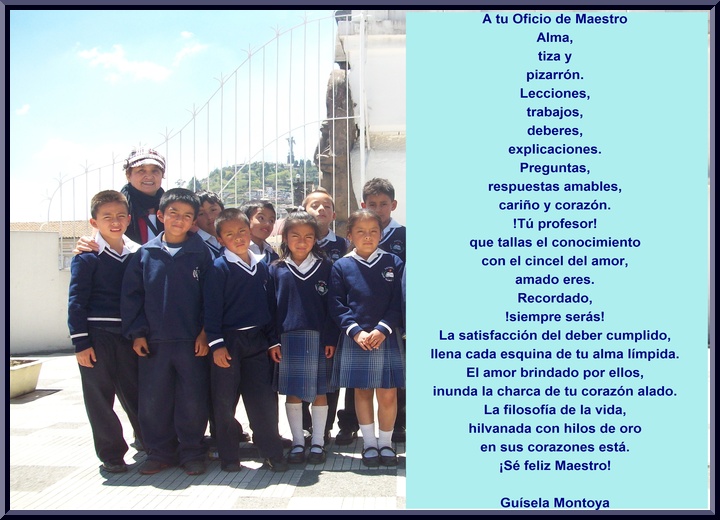 A tu Oficio de Maestro
Alma,
tiza y
pizarrón.
Lecciones,
trabajos,
deberes,
explicaciones.
Preguntas,
respuestas amables,
cariño y corazón.
!Tú profesor!
que tallas el conocimiento
con el cincel del amor,
amado eres.
Recordado,
!siempre serás!
La satisfacción del deber cumplido,
llena cada esquina de tu alma límpida.
El amor brindado por ellos,
inunda la charca de tu corazón alado.
La filosofía de la vida,
hilvanada con hilos de oro
en sus corazones está.
¡Sé feliz Maestro!
Guísela Montoya